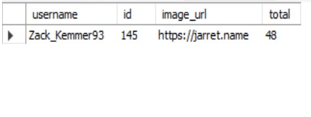 username id image_url total
Zack_Kemmer93 145 https://jarret.name 48